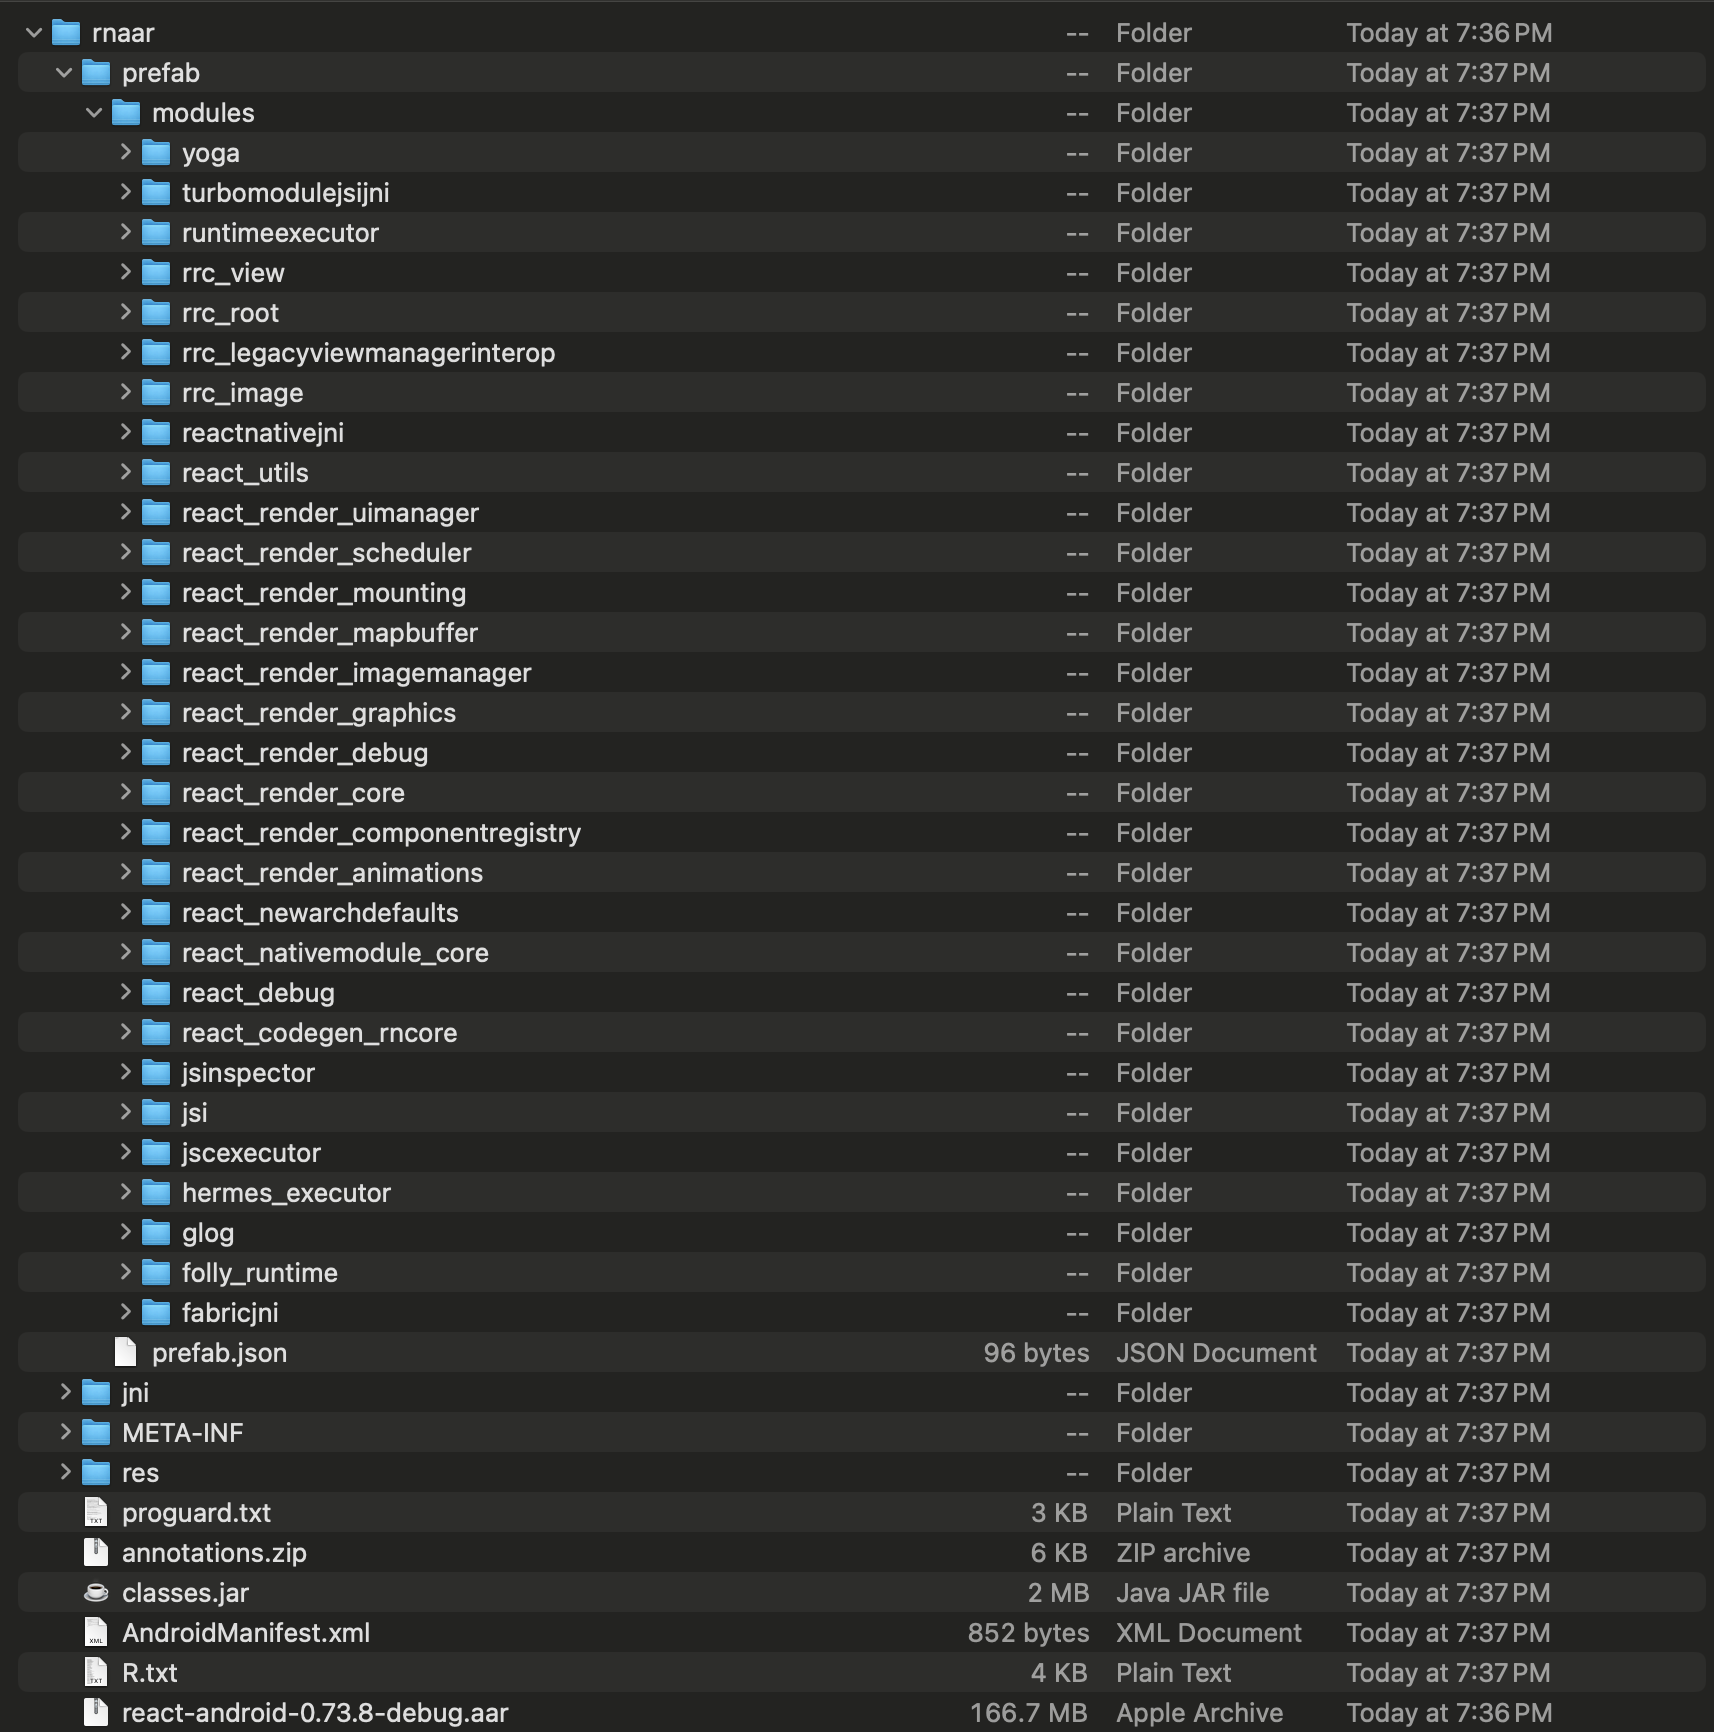 rnaar -- Folder Today at 7:36 PM
prefab -- Folder Today at 7:37 PM
modules -- Folder Today at 7:37 PM
yoga -- Folder Today at 7:37 PM
turbomodulejsijni -- Folder Today at 7:37 PM
runtimeexecutor -- Folder Today at 7:37 PM
rrc_view -- Folder Today at 7:37 PM
rrc_root -- Folder Today at 7:37 PM
rrc_legacyviewmanagerinterop -- Folder Today at 7:37 PM
rrc_image -- Folder Today at 7:37 PM
reactnativejni -- Folder Today at 7:37 PM
react_utils -- Folder Today at 7:37 PM
react_render_uimanager -- Folder Today at 7:37 PM
react_render_scheduler -- Folder Today at 7:37 PM
react_render_mounting -- Folder Today at 7:37 PM
react_render_mapbuffer -- Folder Today at 7:37 PM
react_render_imagemanager -- Folder Today at 7:37 PM
react_render_graphics -- Folder Today at 7:37 PM
react_render_debug -- Folder Today at 7:37 PM
react_render_core -- Folder Today at 7:37 PM
react_render_componentregistry -- Folder Today at 7:37 PM
react_render_animations -- Folder Today at 7:37 PM
react_newarchdefaults -- Folder Today at 7:37 PM
react_nativemodule_core -- Folder Today at 7:37 PM
react_debug -- Folder Today at 7:37 PM
react_codegen_rncore -- Folder Today at 7:37 PM
jsinspector -- Folder Today at 7:37 PM
jsi -- Folder Today at 7:37 PM
jscexecutor -- Folder Today at 7:37 PM
hermes_executor -- Folder Today at 7:37 PM
glog -- Folder Today at 7:37 PM
folly_runtime -- Folder Today at 7:37 PM
fabricjni -- Folder Today at 7:37 PM
prefab.json 96 bytes JSON Document Today at 7:37 PM
jni -- Folder Today at 7:37 PM
META-INF -- Folder Today at 7:37 PM
res -- Folder Today at 7:37 PM
proguard.txt 3 KB Plain Text Today at 7:37 PM
annotations.zip 6 KB ZIP archive Today at 7:37 PM
classes.jar 2 MB Java JAR file Today at 7:37 PM
AndroidManifest.xml 852 bytes XML Document Today at 7:37 PM
R.txt 4 KB Plain Text Today at 7:37 PM
react-android-0.73.8-debug.aar 166.7 MB Apple Archive Today at 7:36 PM